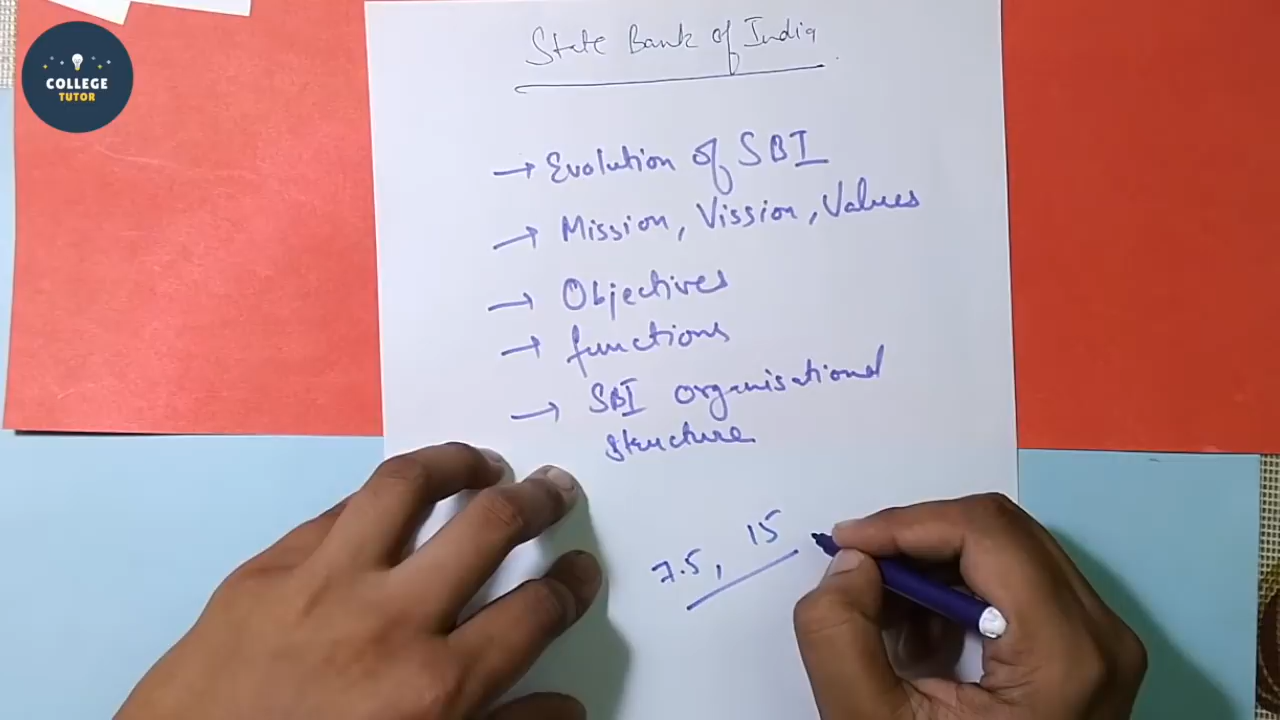 COLLEGE
TUTOR
State Bank of India
→ Evolution of SBI
→ Mission, Vission, Values
→ Objectives
→ functions
→ SBI organisational
structure
7.5, 15